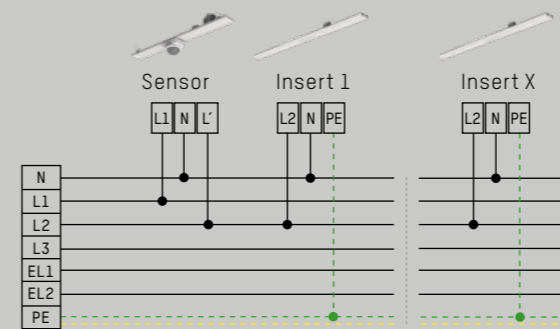 Sensor Insert 1 Insert X
L1 N L´ L2 N PE L2 N PE
N
L1
L2
L3
EL1
EL2
PE